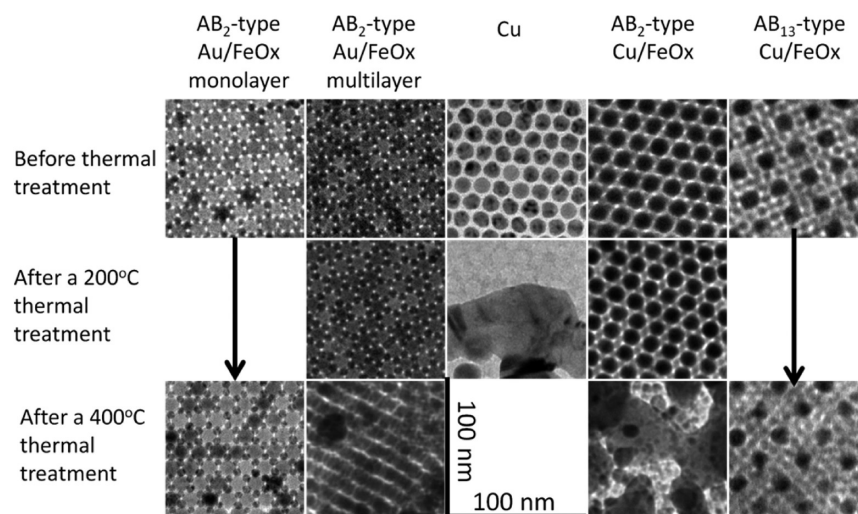 AB₂-type
Au/FeOx
monolayer
AB₂-type
Au/FeOx
multilayer
Cu
AB₂-type
Cu/FeOx
AB₁₃-type
Cu/FeOx
Before thermal
treatment
After a 200°C
thermal
treatment
After a 400°C
thermal
treatment
100 nm
100 nm